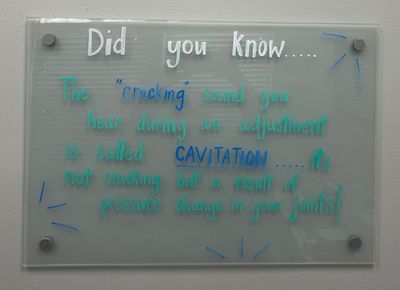 Did you Know.....
The "cracking" sound you
hear during an adjustment
is called CAVITATION.....it's
not cracking but a result of
pressure change in your joints!